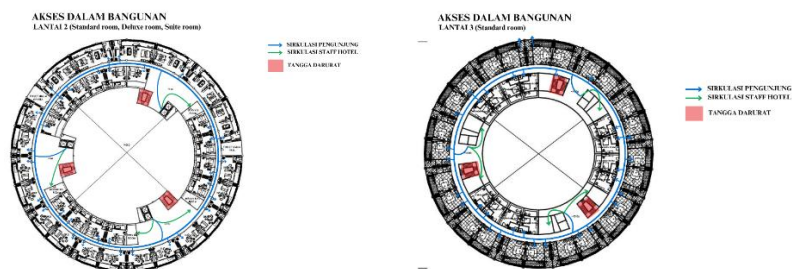 AKSES DALAM BANGUNAN
LANTAI 2 (Standard room, Deluxe room, Suite room)
SIRKULASI PENGUNJUNG
SIRKULASI STAFF HOTEL
TANGGA DARURAT
AKSES DALAM BANGUNAN
LANTAI 3 (Standard room)
SIRKULASI PENGUNJUNG
SIRKULASI STAFF HOTEL
TANGGA DARURAT